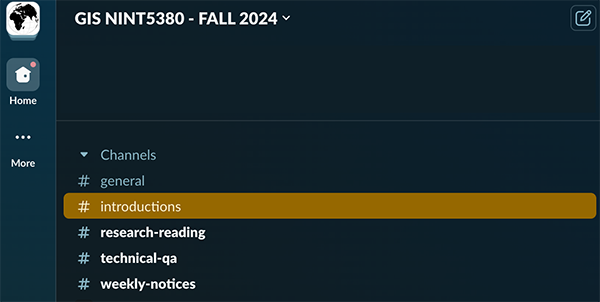 GIS NINT5380 - FALL 2024
Home
More
Channels
# general
# introductions
# research-reading
# technical-qa
# weekly-notices